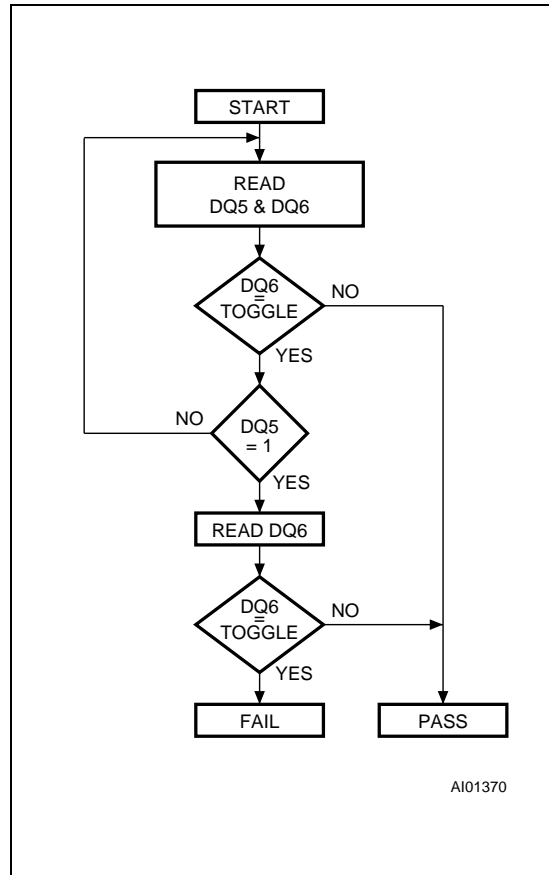 START
READ
DQ5 & DQ6
DQ6
=
TOGGLE
NO
YES
NO
DQ5
= 1
YES
READ DQ6
DQ6
=
TOGGLE
NO
YES
FAIL
PASS
AI01370